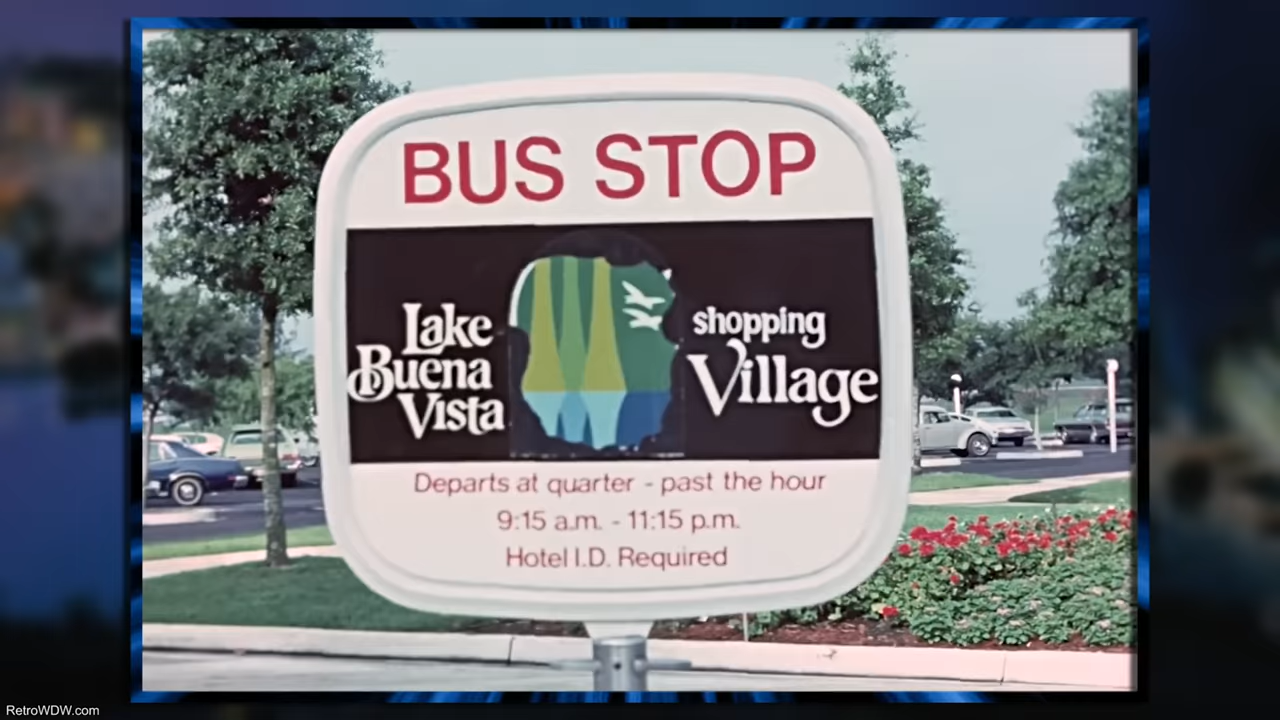 BUS STOP
Lake
Buena
Vista
shopping
Village
Departs at quarter - past the hour
9:15 a.m. - 11:15 p.m.
Hotel I.D. Required
RetroWDW.com